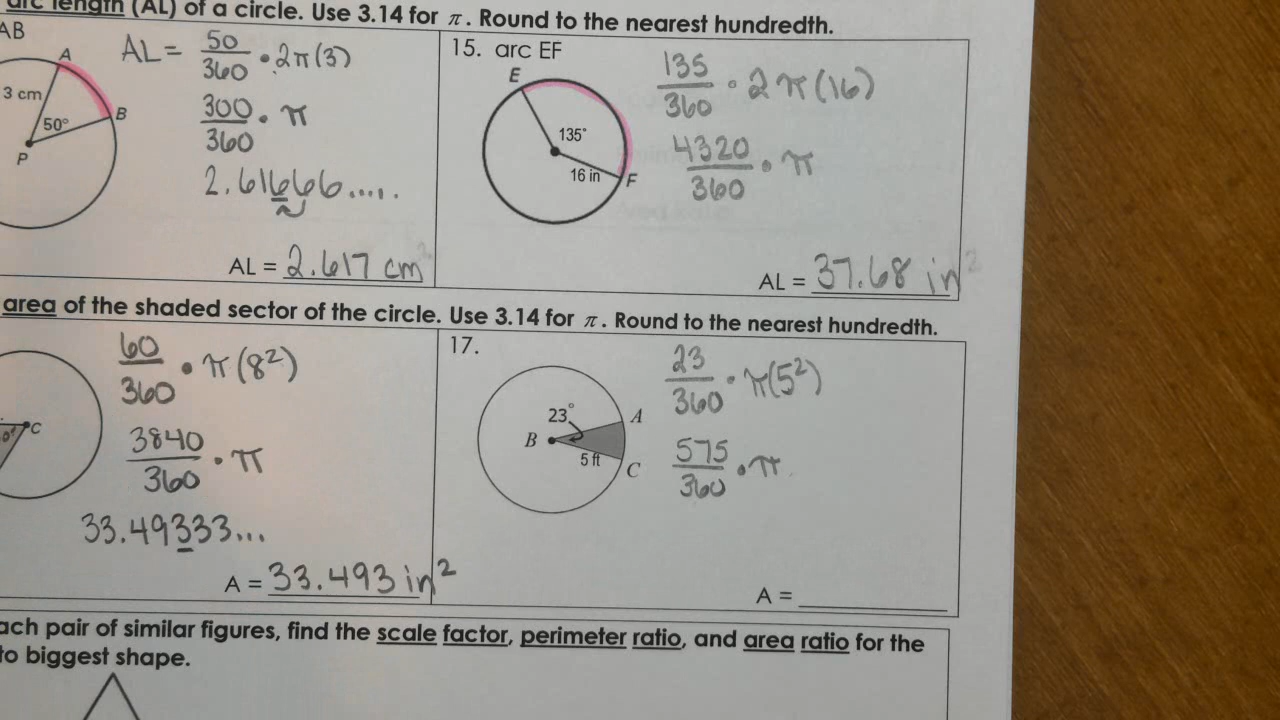 arc length (AL) of a circle. Use 3.14 for π. Round to the nearest hundredth.
AB
A
3 cm
50°
B
P
AL = 50/360 · 2π(3)
300/360 · π
2.61666.....
AL = 2.617 cm
15. arc EF
E
135°
16 in
F
135/360 · 2π(16)
4320/360 · π
AL = 37.68 in²
area of the shaded sector of the circle. Use 3.14 for π. Round to the nearest hundredth.
C
60/360 · π(8²)
3840/360 · π
33.49333...
A = 33.493 in²
17.
23°
A
B
5 ft
C
23/360 · π(5²)
575/360 · π
A =
ach pair of similar figures, find the scale factor, perimeter ratio, and area ratio for the
to biggest shape.